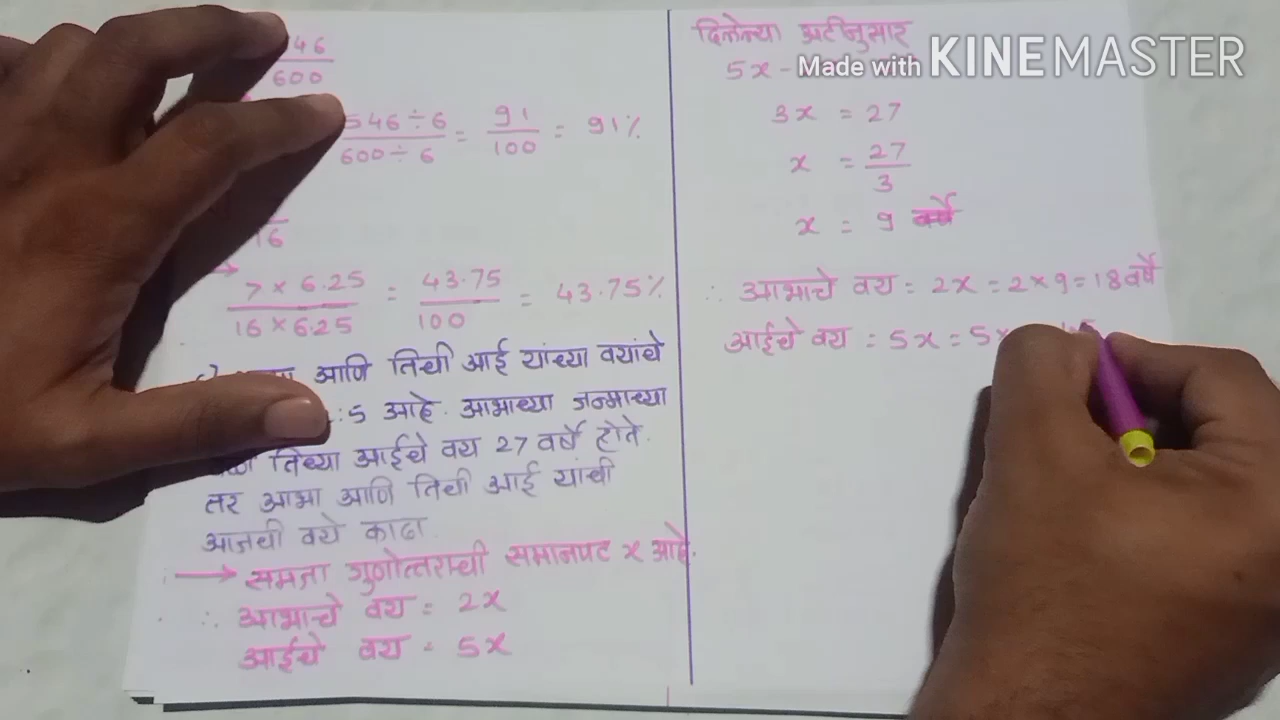 546
600
546÷6 / 600÷6 = 91/100 = 91%
16
→ 7×6.25 / 16×6.25 = 43.75/100 = 43.75%
आणि तिची आई यांच्या वयांचे
:5 आहे. आभाच्या जन्माच्या
तिच्या आईचे वय 27 वर्षे होते.
तर आभा आणि तिची आई यांची
आजची वये काढा.
→ समजा गुणोत्तराची समानपट x आहे.
∴ आभाचे वय = 2x
आईचे वय = 5x
दिलेल्या अटीनुसार
5x -
3x = 27
x = 27/3
x = 9 वर्षे
∴ आभाचे वय = 2x = 2×9 = 18 वर्षे
आईचे वय = 5x = 5×
Made with KINEMASTER